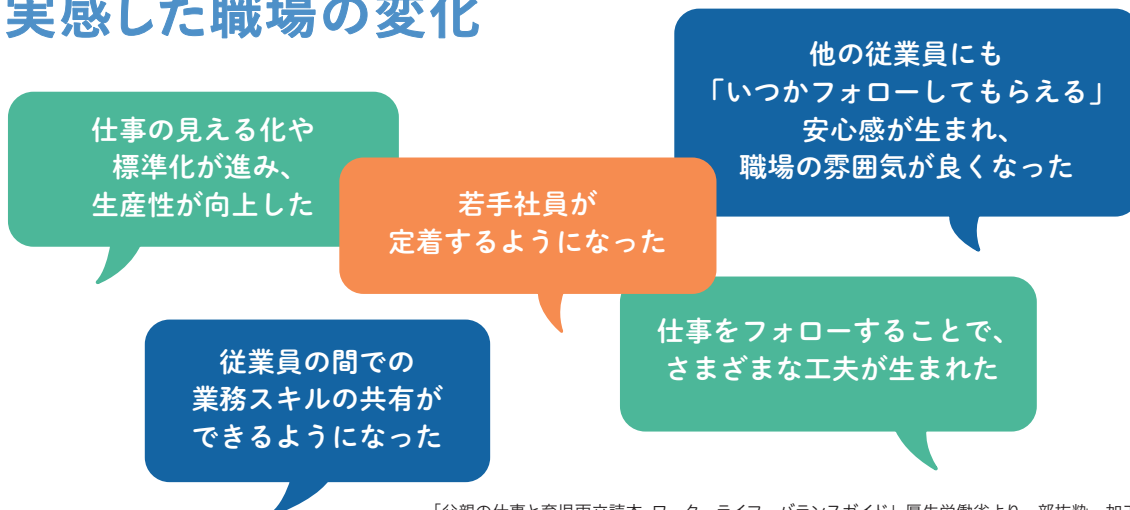 実感した職場の変化
他の従業員にも
「いつかフォローしてもらえる」
安心感が生まれ、
職場の雰囲気が良くなった
仕事の見える化や
標準化が進み、
生産性が向上した
若手社員が
定着するようになった
仕事をフォローすることで、
さまざまな工夫が生まれた
従業員の間での
業務スキルの共有が
できるようになった